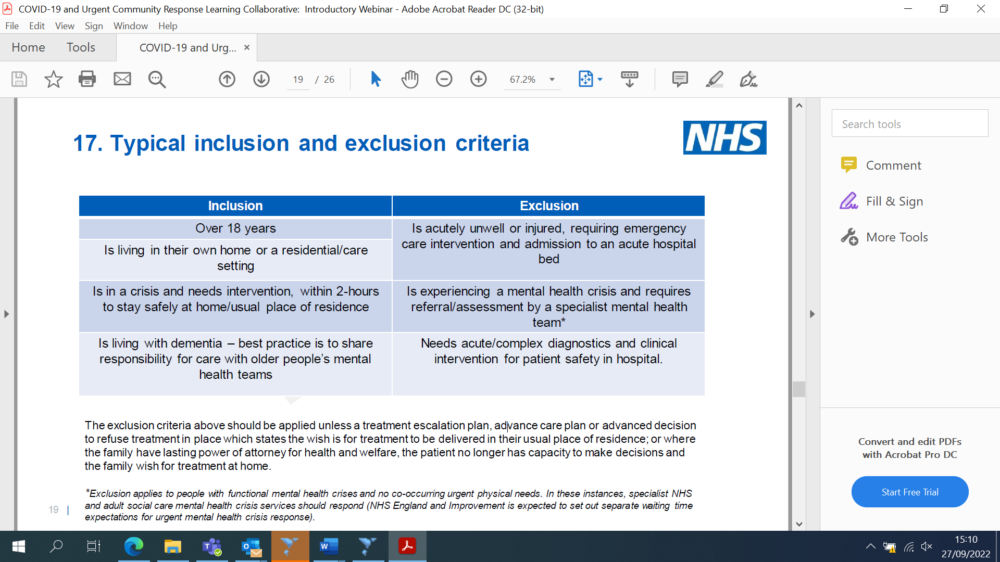 COVID-19 and Urgent Community Response Learning Collaborative:  Introductory Webinar - Adobe Acrobat Reader DC (32-bit)
File Edit View Sign Window Help
Home Tools COVID-19 and Urg... ×
19 / 26 67.2%
17. Typical inclusion and exclusion criteria
NHS
Inclusion
Over 18 years
Is living in their own home or a residential/care
setting
Is in a crisis and needs intervention, within 2-hours
to stay safely at home/usual place of residence
Is living with dementia – best practice is to share
responsibility for care with older people's mental
health teams
Exclusion
Is acutely unwell or injured, requiring emergency
care intervention and admission to an acute hospital
bed
Is experiencing a mental health crisis and requires
referral/assessment by a specialist mental health
team*
Needs acute/complex diagnostics and clinical
intervention for patient safety in hospital.
The exclusion criteria above should be applied unless a treatment escalation plan, advance care plan or advanced decision
to refuse treatment in place which states the wish is for treatment to be delivered in their usual place of residence; or where
the family have lasting power of attorney for health and welfare, the patient no longer has capacity to make decisions and
the family wish for treatment at home.
*Exclusion applies to people with functional mental health crises and no co-occurring urgent physical needs. In these instances, specialist NHS
and adult social care mental health crisis services should respond (NHS England and Improvement is expected to set out separate waiting time
expectations for urgent mental health crisis response).
19 |
Search tools
Comment
Fill & Sign
More Tools
Convert and edit PDFs
with Acrobat Pro DC
Start Free Trial
15:10
27/09/2022